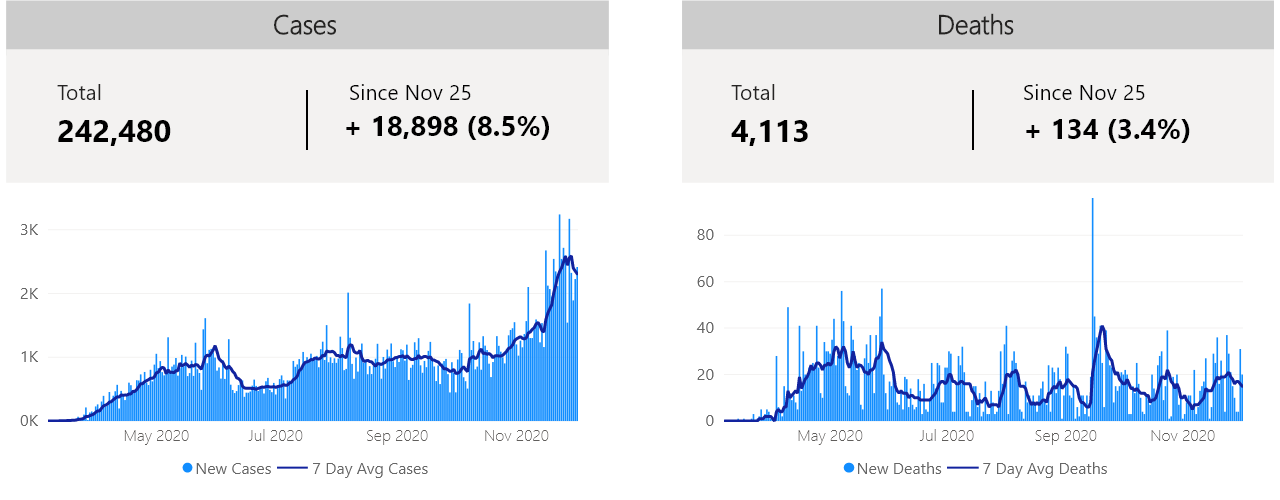 Cases
Total
Since Nov 25
242,480
+ 18,898 (8.5%)
3K
2K
1K
0K
May 2020 Jul 2020 Sep 2020 Nov 2020
New Cases 7 Day Avg Cases
Deaths
Total
Since Nov 25
4,113
+ 134 (3.4%)
80
60
40
20
0
May 2020 Jul 2020 Sep 2020 Nov 2020
New Deaths 7 Day Avg Deaths